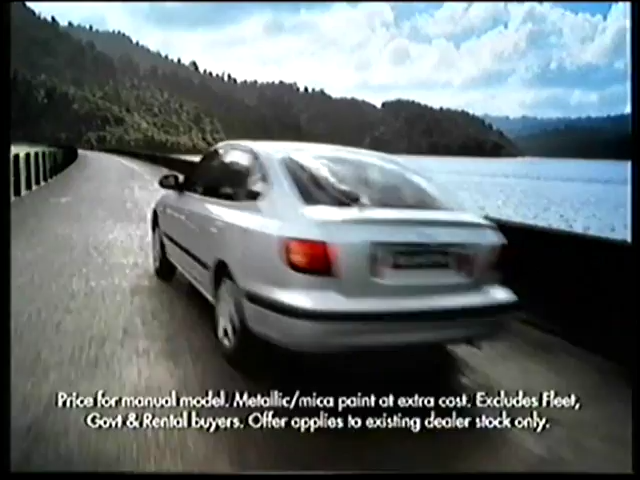 Price for manual model. Metallic/mica paint at extra cost. Excludes Fleet,
Govt & Rental buyers. Offer applies to existing dealer stock only.